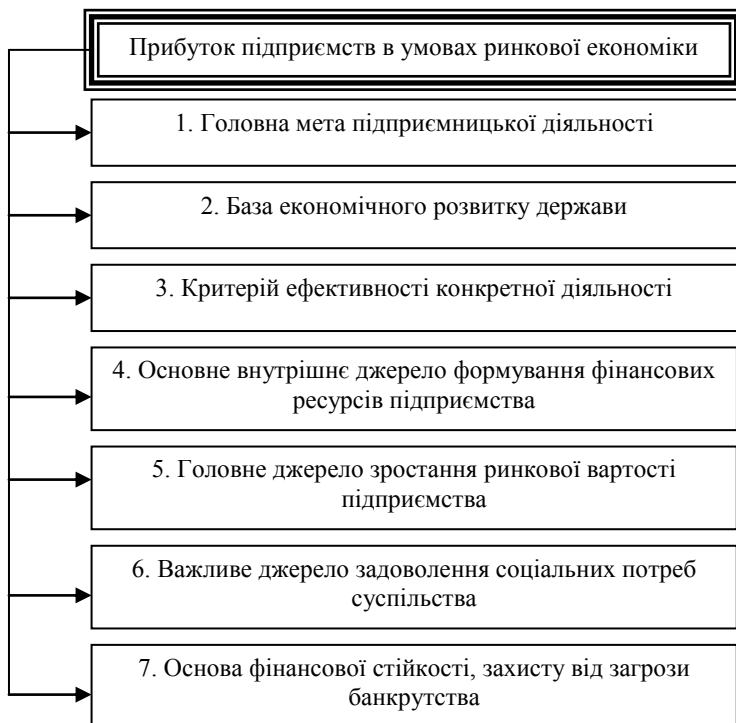 Прибуток підприємств в умовах ринкової економіки
1. Головна мета підприємницької діяльності
2. База економічного розвитку держави
3. Критерій ефективності конкретної діяльності
4. Основне внутрішнє джерело формування фінансових
ресурсів підприємства
5. Головне джерело зростання ринкової вартості
підприємства
6. Важливе джерело задоволення соціальних потреб
суспільства
7. Основа фінансової стійкості, захисту від загрози
банкрутства